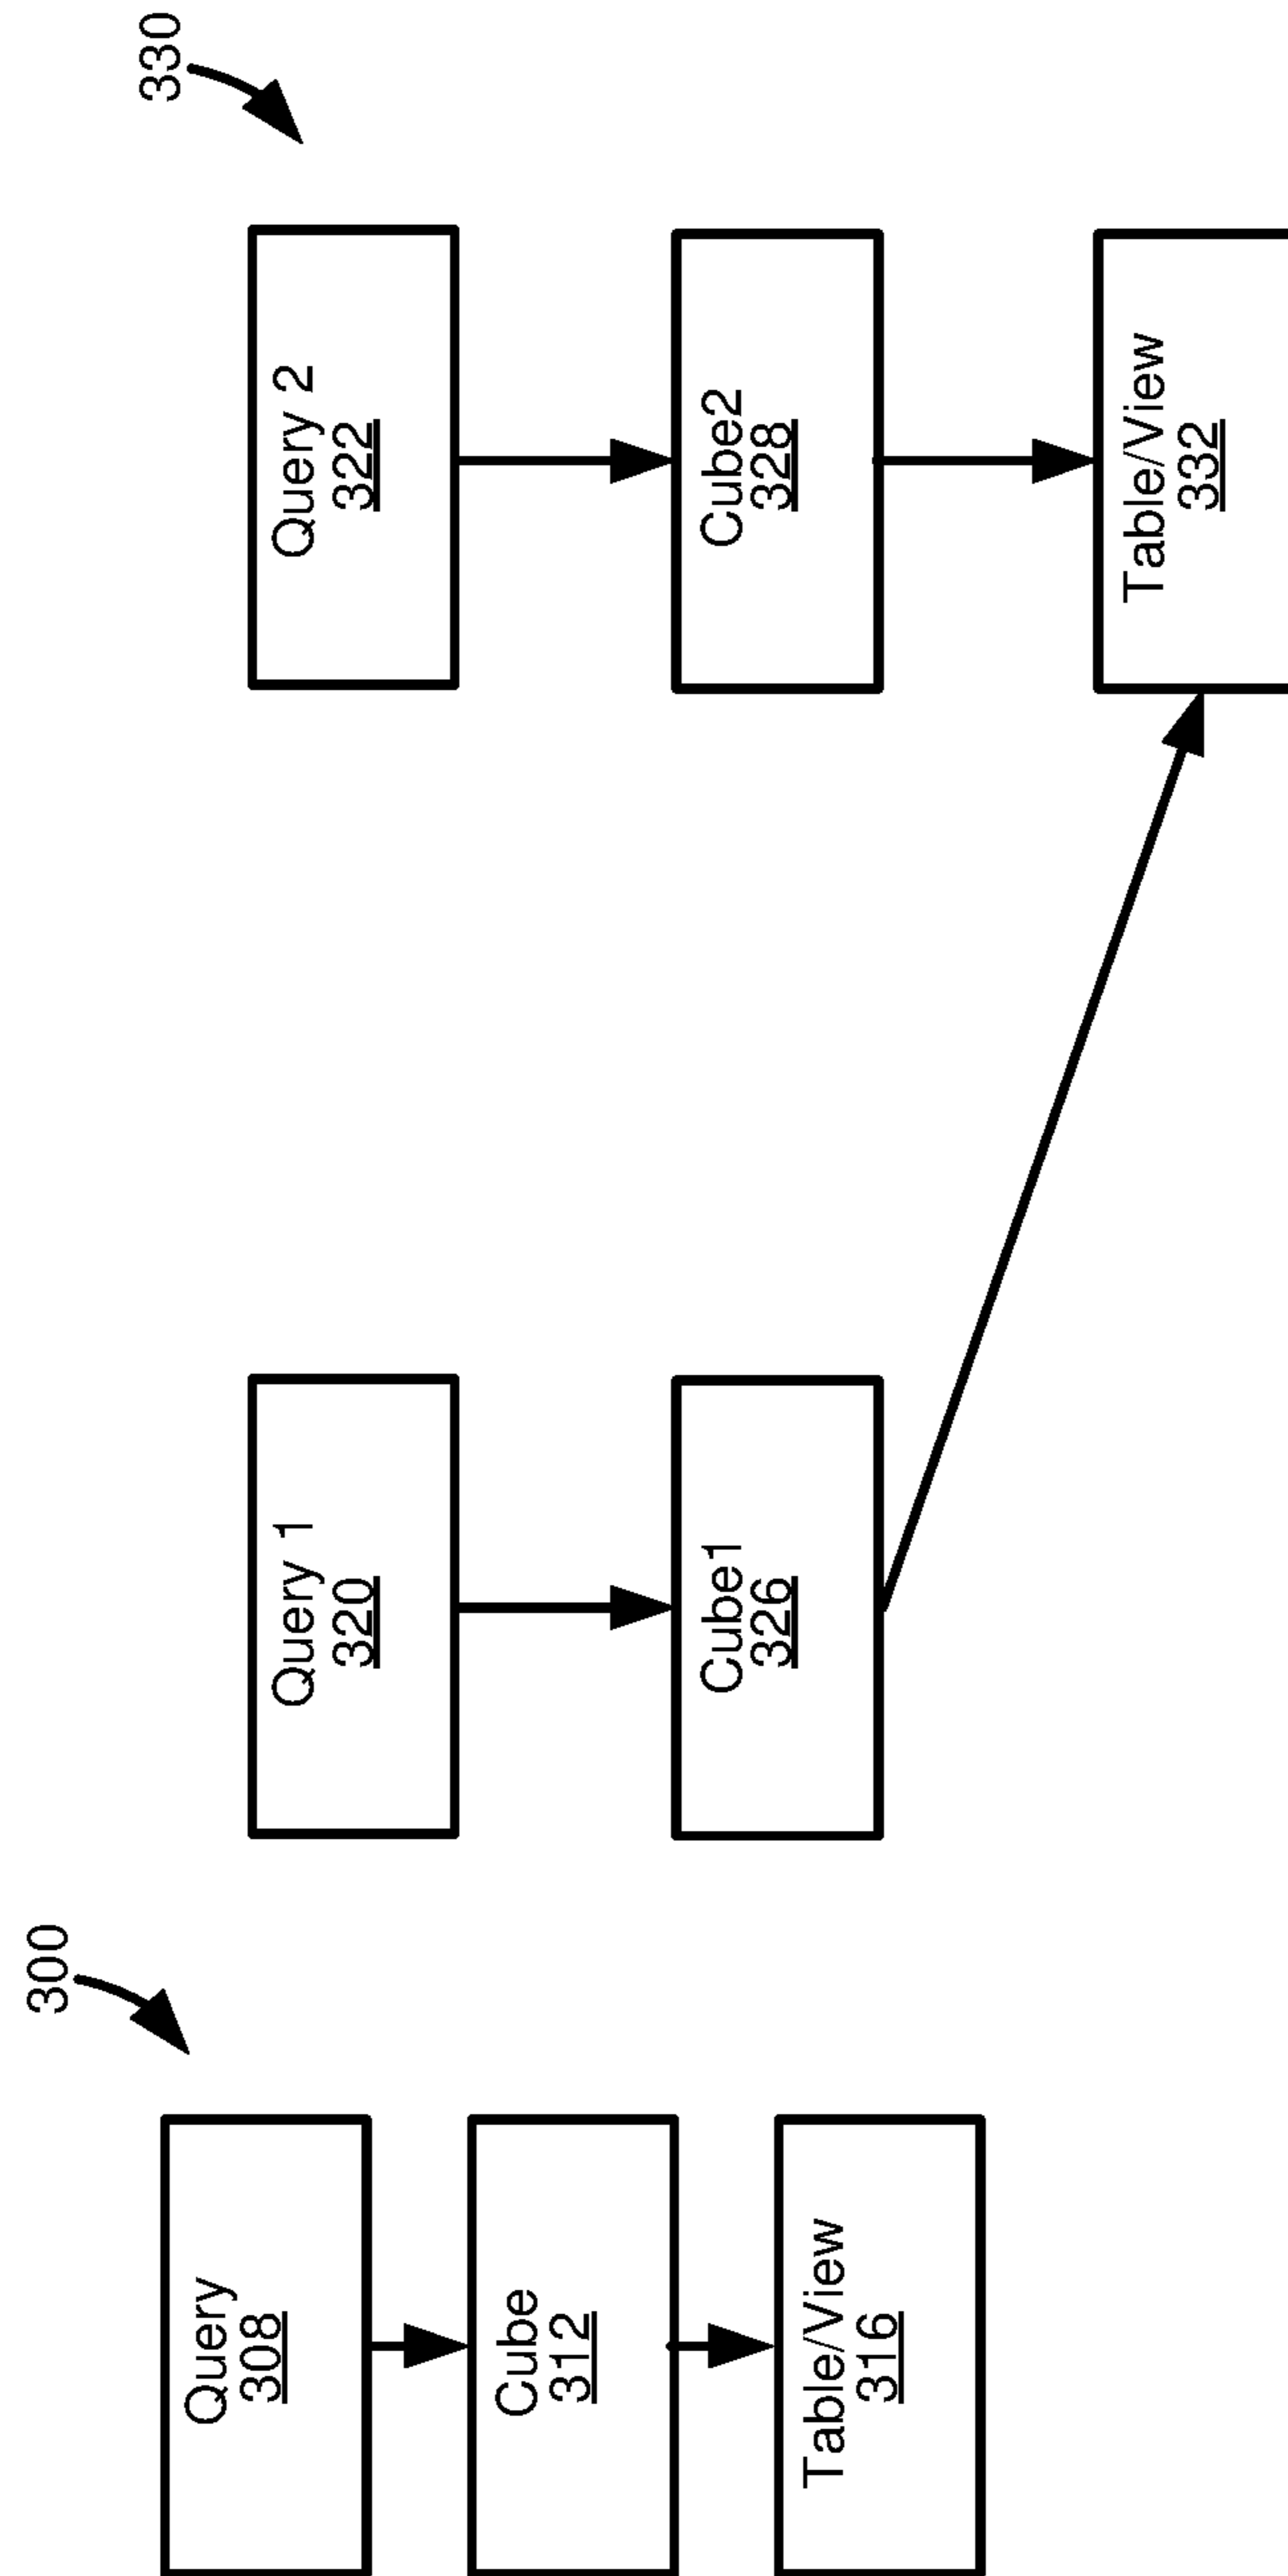 300
Query
308
Cube
312
Table/View
316
330
Query 1
320
Query 2
322
Cube1
326
Cube2
328
Table/View
332